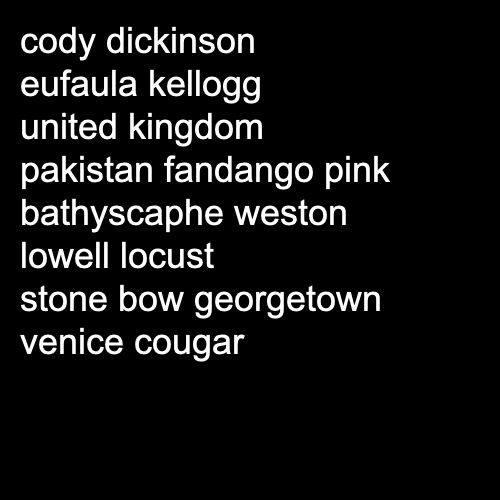 cody dickinson
eufaula kellogg
united kingdom
pakistan fandango pink
bathyscaphe weston
lowell locust
stone bow georgetown
venice cougar